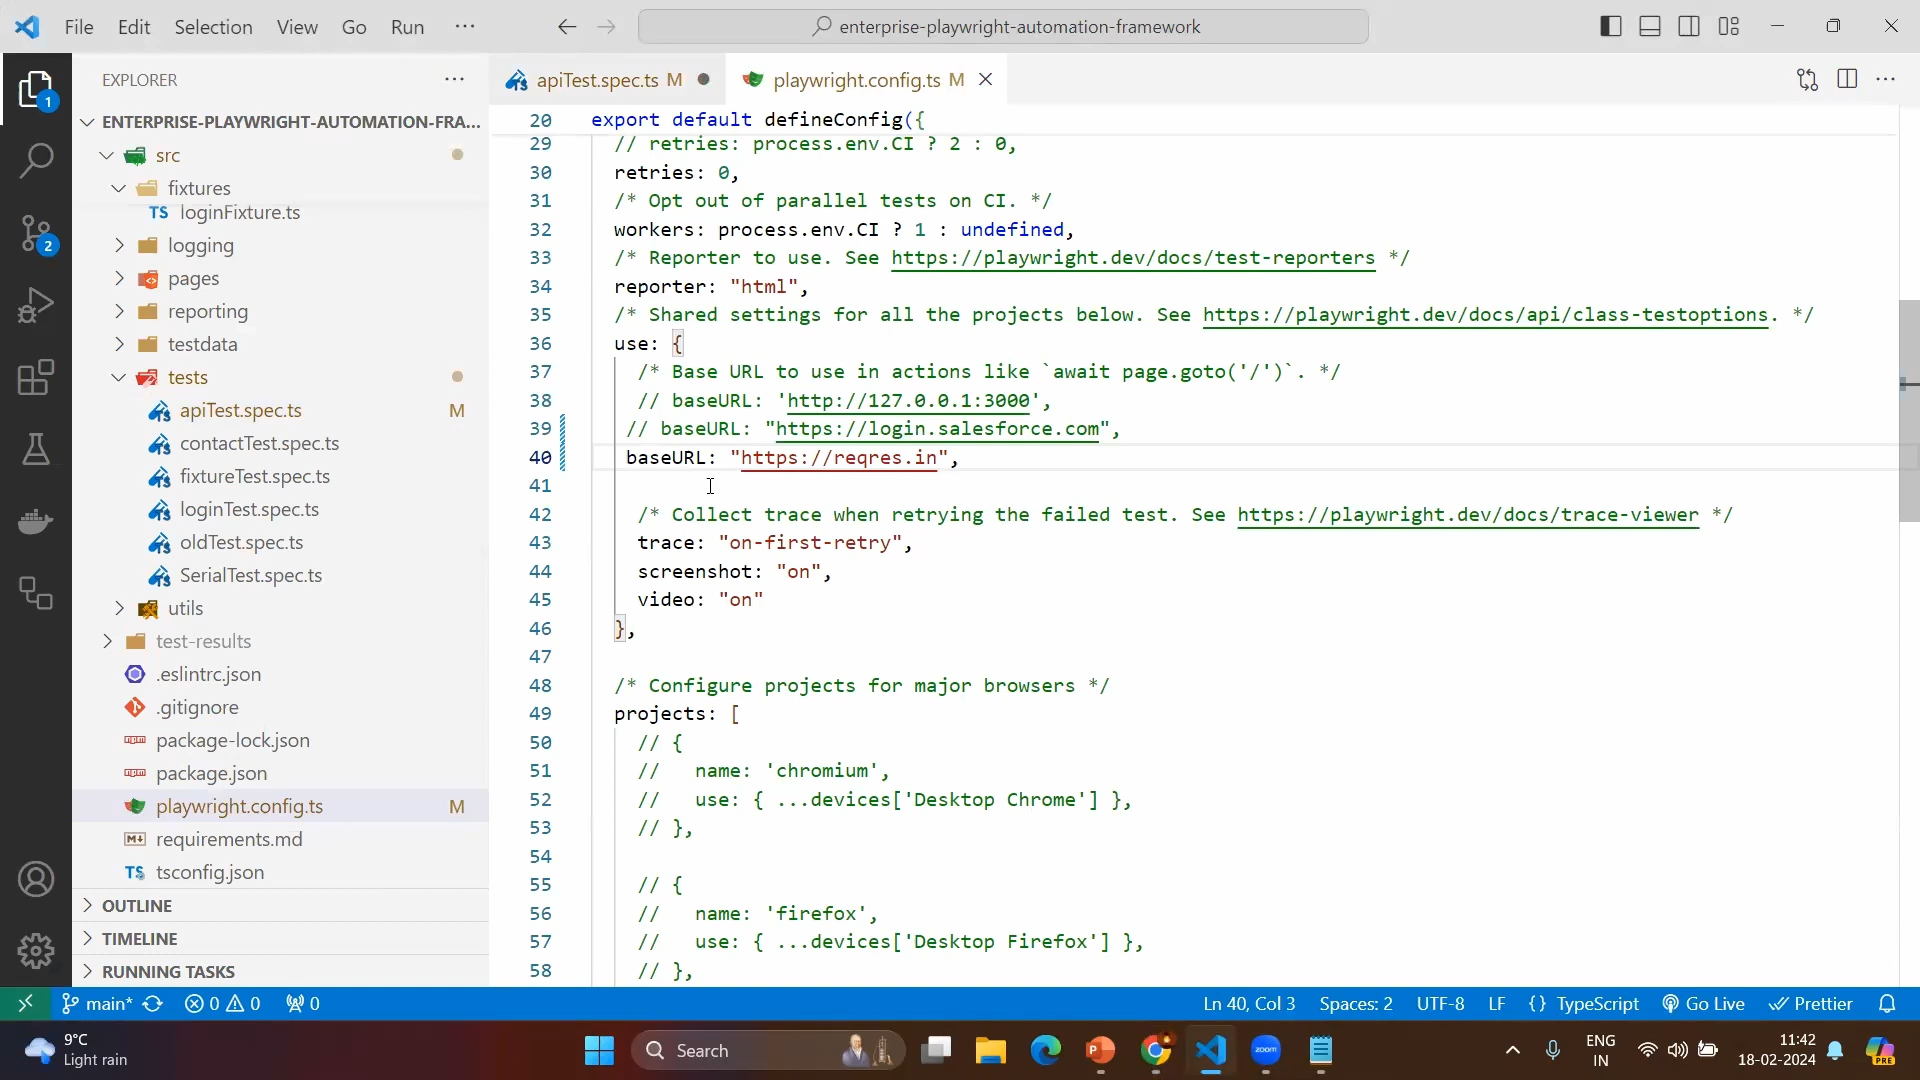 File Edit Selection View Go Run ···
enterprise-playwright-automation-framework
EXPLORER
ENTERPRISE-PLAYWRIGHT-AUTOMATION-FRA...
src
fixtures
TS loginFixture.ts
logging
pages
reporting
testdata
tests
apiTest.spec.ts M
contactTest.spec.ts
fixtureTest.spec.ts
loginTest.spec.ts
oldTest.spec.ts
SerialTest.spec.ts
utils
test-results
.eslintrc.json
.gitignore
package-lock.json
package.json
playwright.config.ts M
requirements.md
TS tsconfig.json
OUTLINE
TIMELINE
RUNNING TASKS
1
2
apiTest.spec.ts M
playwright.config.ts M
20 export default defineConfig({
29 // retries: process.env.CI ? 2 : 0,
30 retries: 0,
31 /* Opt out of parallel tests on CI. */
32 workers: process.env.CI ? 1 : undefined,
33 /* Reporter to use. See https://playwright.dev/docs/test-reporters */
34 reporter: "html",
35 /* Shared settings for all the projects below. See https://playwright.dev/docs/api/class-testoptions. */
36 use: {
37 /* Base URL to use in actions like `await page.goto('/')`. */
38 // baseURL: 'http://127.0.0.1:3000',
39 // baseURL: "https://login.salesforce.com",
40 baseURL: "https://reqres.in",
41
42 /* Collect trace when retrying the failed test. See https://playwright.dev/docs/trace-viewer */
43 trace: "on-first-retry",
44 screenshot: "on",
45 video: "on"
46 },
47
48 /* Configure projects for major browsers */
49 projects: [
50 // {
51 // name: 'chromium',
52 // use: { ...devices['Desktop Chrome'] },
53 // },
54
55 // {
56 // name: 'firefox',
57 // use: { ...devices['Desktop Firefox'] },
58 // },
main* 0 0 0
Ln 40, Col 3 Spaces: 2 UTF-8 LF {} TypeScript Go Live Prettier
9°C
Light rain
Search
zoom
ENG
IN
11:42
18-02-2024
PRE